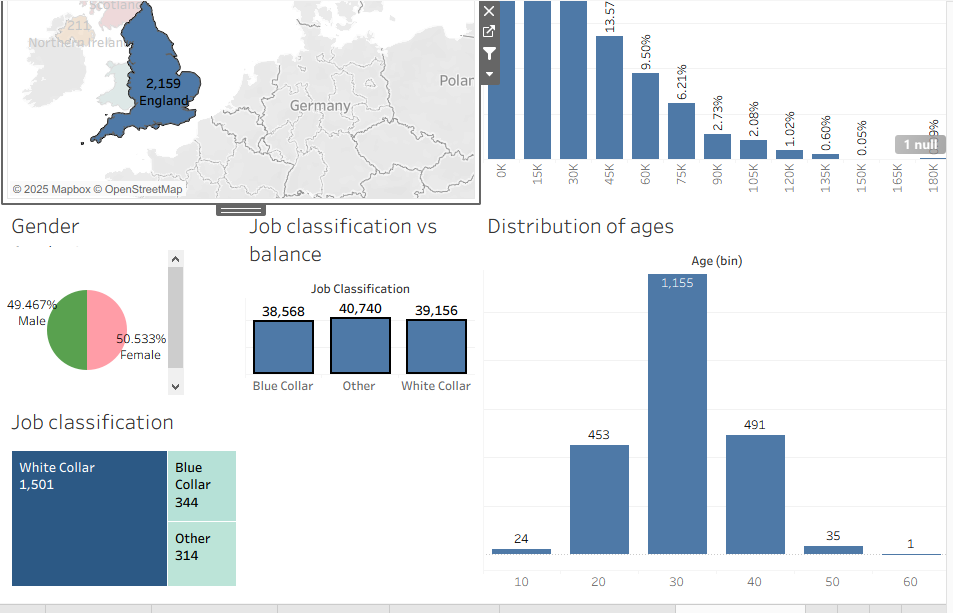 Scotland
211
Northern Ireland
2,159
England
Germany
© 2025 Mapbox © OpenStreetMap
13.57
9.50%
6.21%
2.73%
2.08%
1.02%
0.60%
0.05%
1 null
0K
15K
30K
45K
60K
75K
90K
105K
120K
135K
150K
165K
180K
Gender
49.467%
Male
50.533%
Female
Job classification vs
balance
Job Classification
38,568
40,740
39,156
Blue Collar
Other
White Collar
Distribution of ages
Age (bin)
1,155
453
491
24
35
1
10
20
30
40
50
60
Job classification
White Collar
1,501
Blue
Collar
344
Other
314